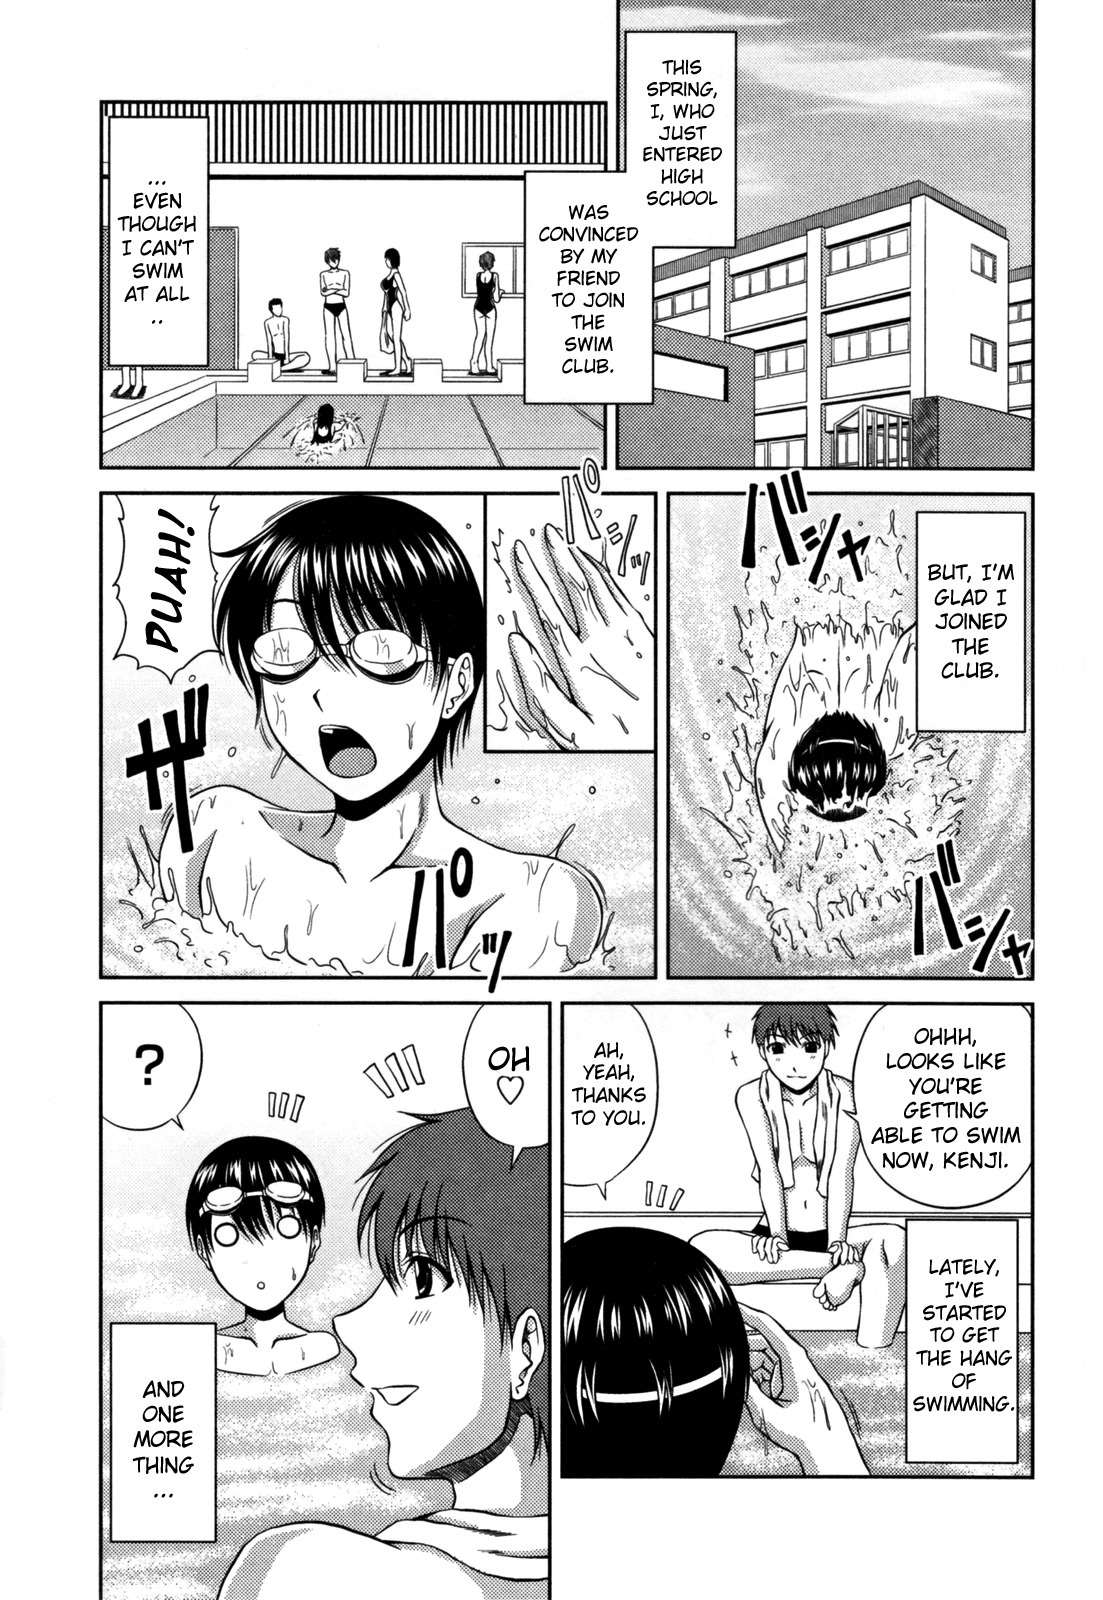 THIS
SPRING,
I, WHO
JUST
ENTERED
HIGH
SCHOOL
WAS
CONVINCED
BY MY
FRIEND
TO JOIN
THE
SWIM
CLUB.
...
EVEN
THOUGH
I CAN'T
SWIM
AT ALL
..
バシャ
BUT, I'M
GLAD I
JOINED
THE
CLUB.
バシャ
パシャ
PUAH!
ザ
パパッ
OHHH,
LOOKS LIKE
YOU'RE
GETTING
ABLE TO SWIM
NOW, KENJI.
AH,
YEAH,
THANKS
TO YOU.
LATELY,
I'VE
STARTED
TO GET
THE HANG
OF
SWIMMING.
OH
♡
?
AND
ONE
MORE
THING
...